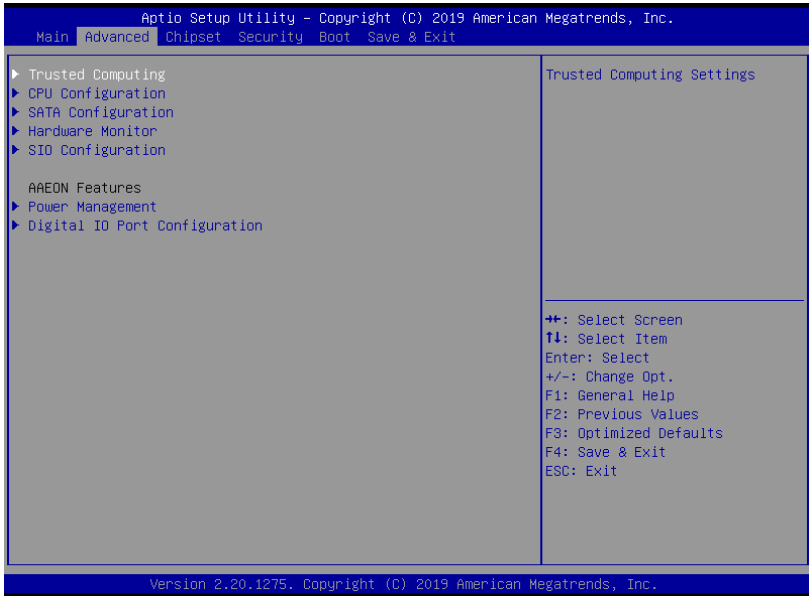 Aptio Setup Utility – Copyright (C) 2019 American Megatrends, Inc.
Main Advanced Chipset Security Boot Save & Exit
Trusted Computing
CPU Configuration
SATA Configuration
Hardware Monitor
SIO Configuration
AAEON Features
Power Management
Digital IO Port Configuration
Trusted Computing Settings
→←: Select Screen
↑↓: Select Item
Enter: Select
+/-: Change Opt.
F1: General Help
F2: Previous Values
F3: Optimized Defaults
F4: Save & Exit
ESC: Exit
Version 2.20.1275. Copyright (C) 2019 American Megatrends, Inc.